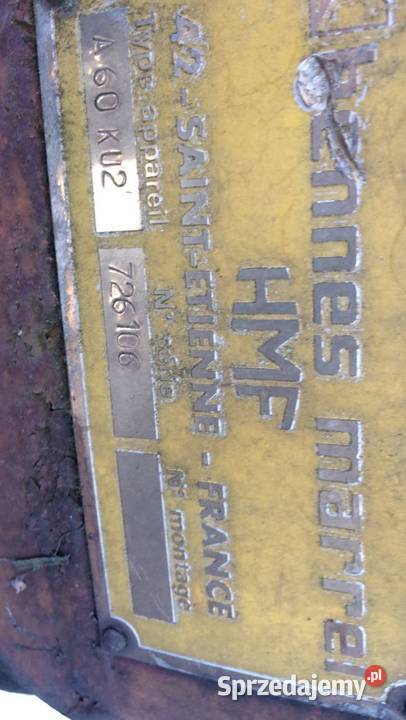 bennes marrel
HMF
42 - SAINT-ETIENNE - FRANCE
Type appareil N° série N° montage
A 60 KU2 726106
Sprzedajemy.pl